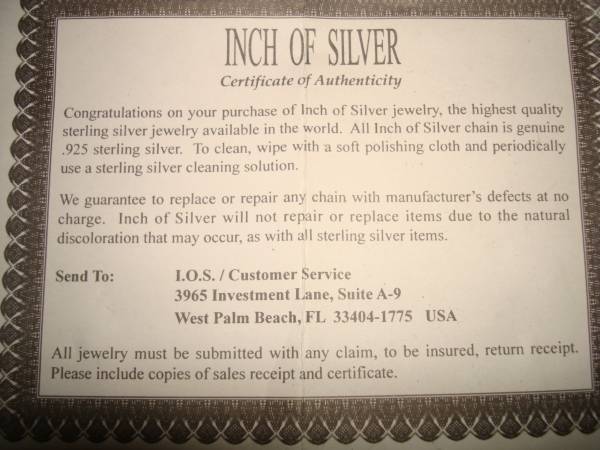 INCH OF SILVER
Certificate of Authenticity
Congratulations on your purchase of Inch of Silver jewelry, the highest quality
sterling silver jewelry available in the world. All Inch of Silver chain is genuine
.925 sterling silver. To clean, wipe with a soft polishing cloth and periodically
use a sterling silver cleaning solution.
We guarantee to replace or repair any chain with manufacturer's defects at no
charge. Inch of Silver will not repair or replace items due to the natural
discoloration that may occur, as with all sterling silver items.
Send To: I.O.S. / Customer Service
3965 Investment Lane, Suite A-9
West Palm Beach, FL 33404-1775 USA
All jewelry must be submitted with any claim, to be insured, return receipt.
Please include copies of sales receipt and certificate.